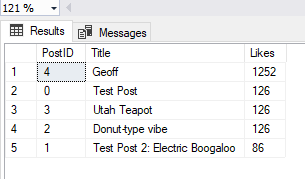 121 %
Results Messages
PostID Title Likes
1 4 Geoff 1252
2 0 Test Post 126
3 3 Utah Teapot 126
4 2 Donut-type vibe 126
5 1 Test Post 2: Electric Boogaloo 86